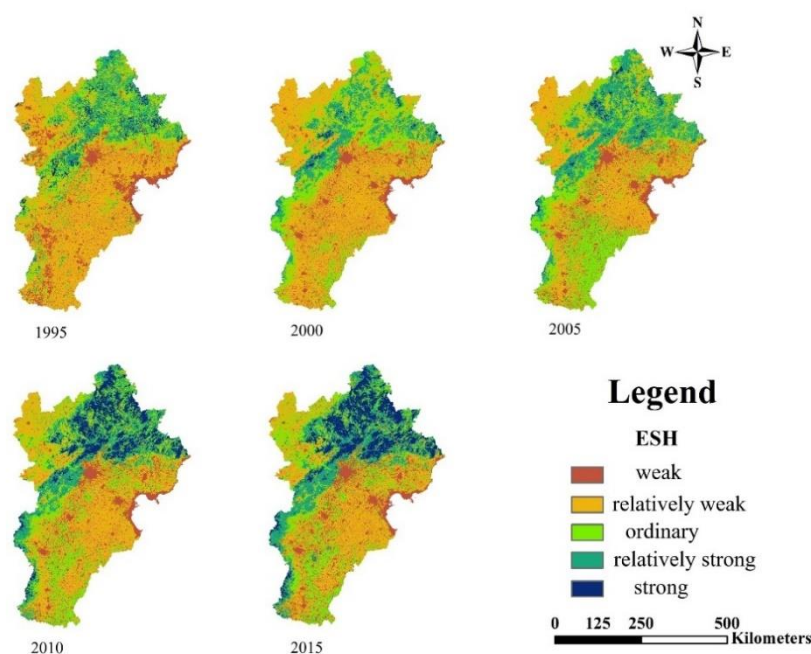 N
W E
S
1995
2000
2005
Legend
ESH
weak
relatively weak
ordinary
relatively strong
strong
0 125 250 500
Kilometers
2010
2015